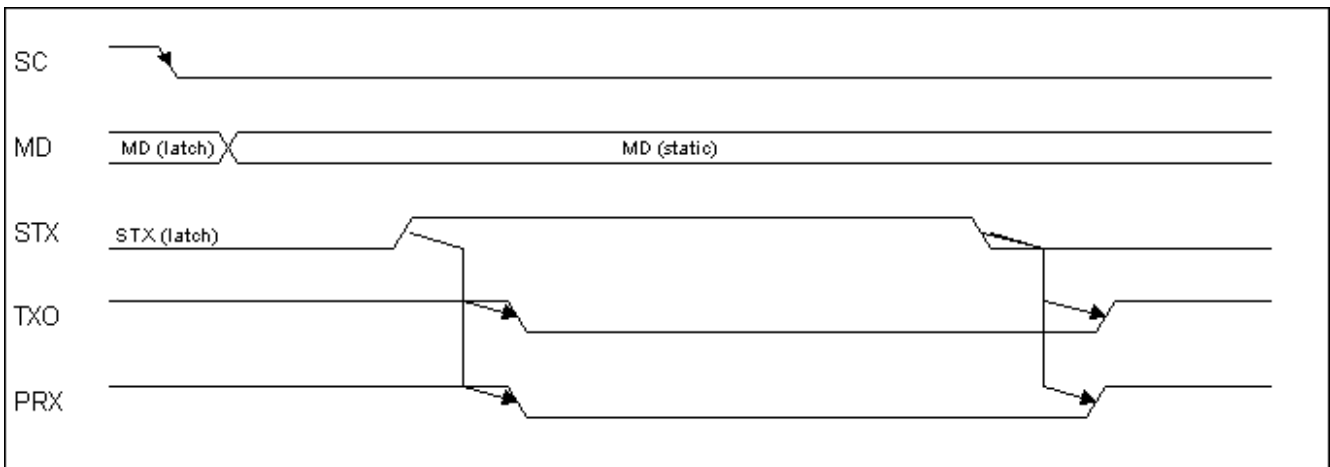 SC
MD MD (latch) MD (static)
STX STX (latch)
TXO
PRX